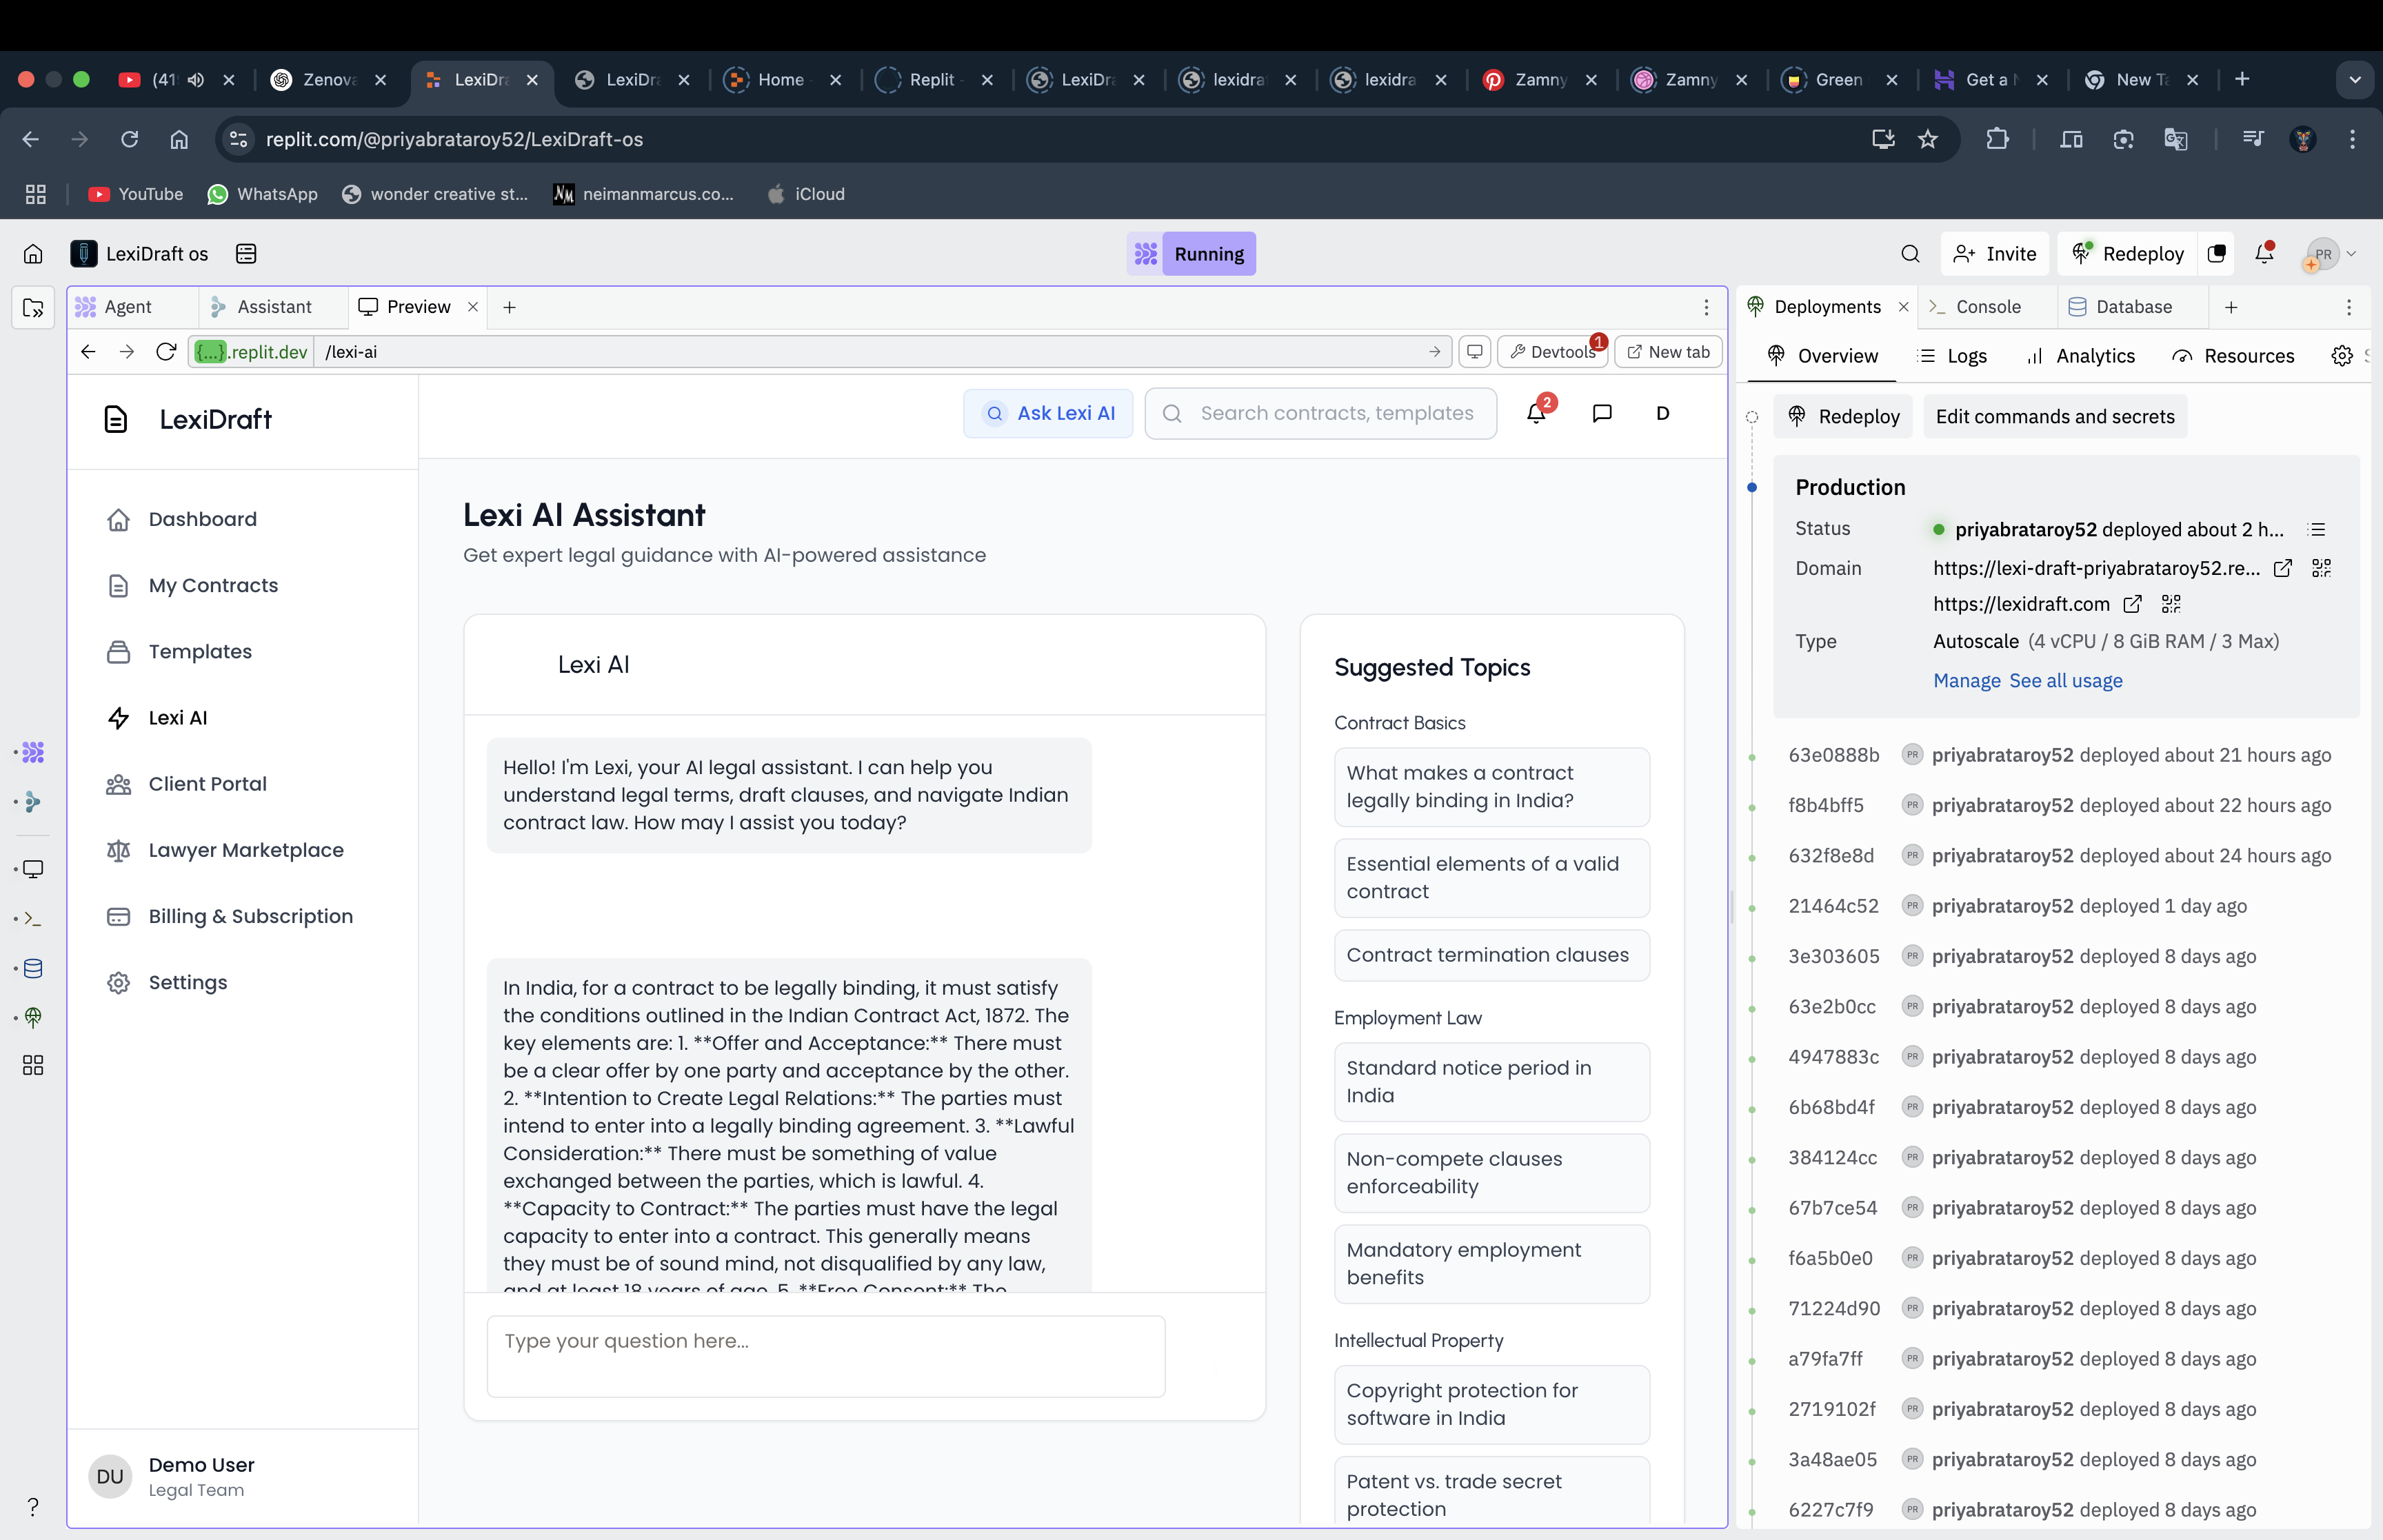 (41
Zenova
LexiDra
LexiDra
Home
Replit
LexiDra
lexidra
lexidra
Zamny
Zamny
Green
Get a N
New Ta
replit.com/@priyabrataroy52/LexiDraft-os
YouTube
WhatsApp
wonder creative st...
neimanmarcus.co...
iCloud
LexiDraft os
Running
Invite
Redeploy
PR
Agent
Assistant
Preview
{...}.replit.dev
/lexi-ai
Devtools
1
New tab
LexiDraft
Ask Lexi AI
Search contracts, templates
2
D
Dashboard
My Contracts
Templates
Lexi AI
Client Portal
Lawyer Marketplace
Billing & Subscription
Settings
DU
Demo User
Legal Team
Lexi AI Assistant
Get expert legal guidance with AI-powered assistance
Lexi AI
Hello! I'm Lexi, your AI legal assistant. I can help you
understand legal terms, draft clauses, and navigate Indian
contract law. How may I assist you today?
In India, for a contract to be legally binding, it must satisfy
the conditions outlined in the Indian Contract Act, 1872. The
key elements are: 1. **Offer and Acceptance:** There must
be a clear offer by one party and acceptance by the other.
2. **Intention to Create Legal Relations:** The parties must
intend to enter into a legally binding agreement. 3. **Lawful
Consideration:** There must be something of value
exchanged between the parties, which is lawful. 4.
**Capacity to Contract:** The parties must have the legal
capacity to enter into a contract. This generally means
they must be of sound mind, not disqualified by any law,
and at least 18 years of age. 5. **Free Consent:** The
Type your question here...
Suggested Topics
Contract Basics
What makes a contract
legally binding in India?
Essential elements of a valid
contract
Contract termination clauses
Employment Law
Standard notice period in
India
Non-compete clauses
enforceability
Mandatory employment
benefits
Intellectual Property
Copyright protection for
software in India
Patent vs. trade secret
protection
Deployments
Console
Database
Overview
Logs
Analytics
Resources
Redeploy
Edit commands and secrets
Production
Status
priyabrataroy52 deployed about 2 h...
Domain
https://lexi-draft-priyabrataroy52.re...
https://lexidraft.com
Type
Autoscale (4 vCPU / 8 GiB RAM / 3 Max)
Manage See all usage
63e0888b PR priyabrataroy52 deployed about 21 hours ago
f8b4bff5 PR priyabrataroy52 deployed about 22 hours ago
632f8e8d PR priyabrataroy52 deployed about 24 hours ago
21464c52 PR priyabrataroy52 deployed 1 day ago
3e303605 PR priyabrataroy52 deployed 8 days ago
63e2b0cc PR priyabrataroy52 deployed 8 days ago
4947883c PR priyabrataroy52 deployed 8 days ago
6b68bd4f PR priyabrataroy52 deployed 8 days ago
384124cc PR priyabrataroy52 deployed 8 days ago
67b7ce54 PR priyabrataroy52 deployed 8 days ago
f6a5b0e0 PR priyabrataroy52 deployed 8 days ago
71224d90 PR priyabrataroy52 deployed 8 days ago
a79fa7ff PR priyabrataroy52 deployed 8 days ago
2719102f PR priyabrataroy52 deployed 8 days ago
3a48ae05 PR priyabrataroy52 deployed 8 days ago
6227c7f9 PR priyabrataroy52 deployed 8 days ago